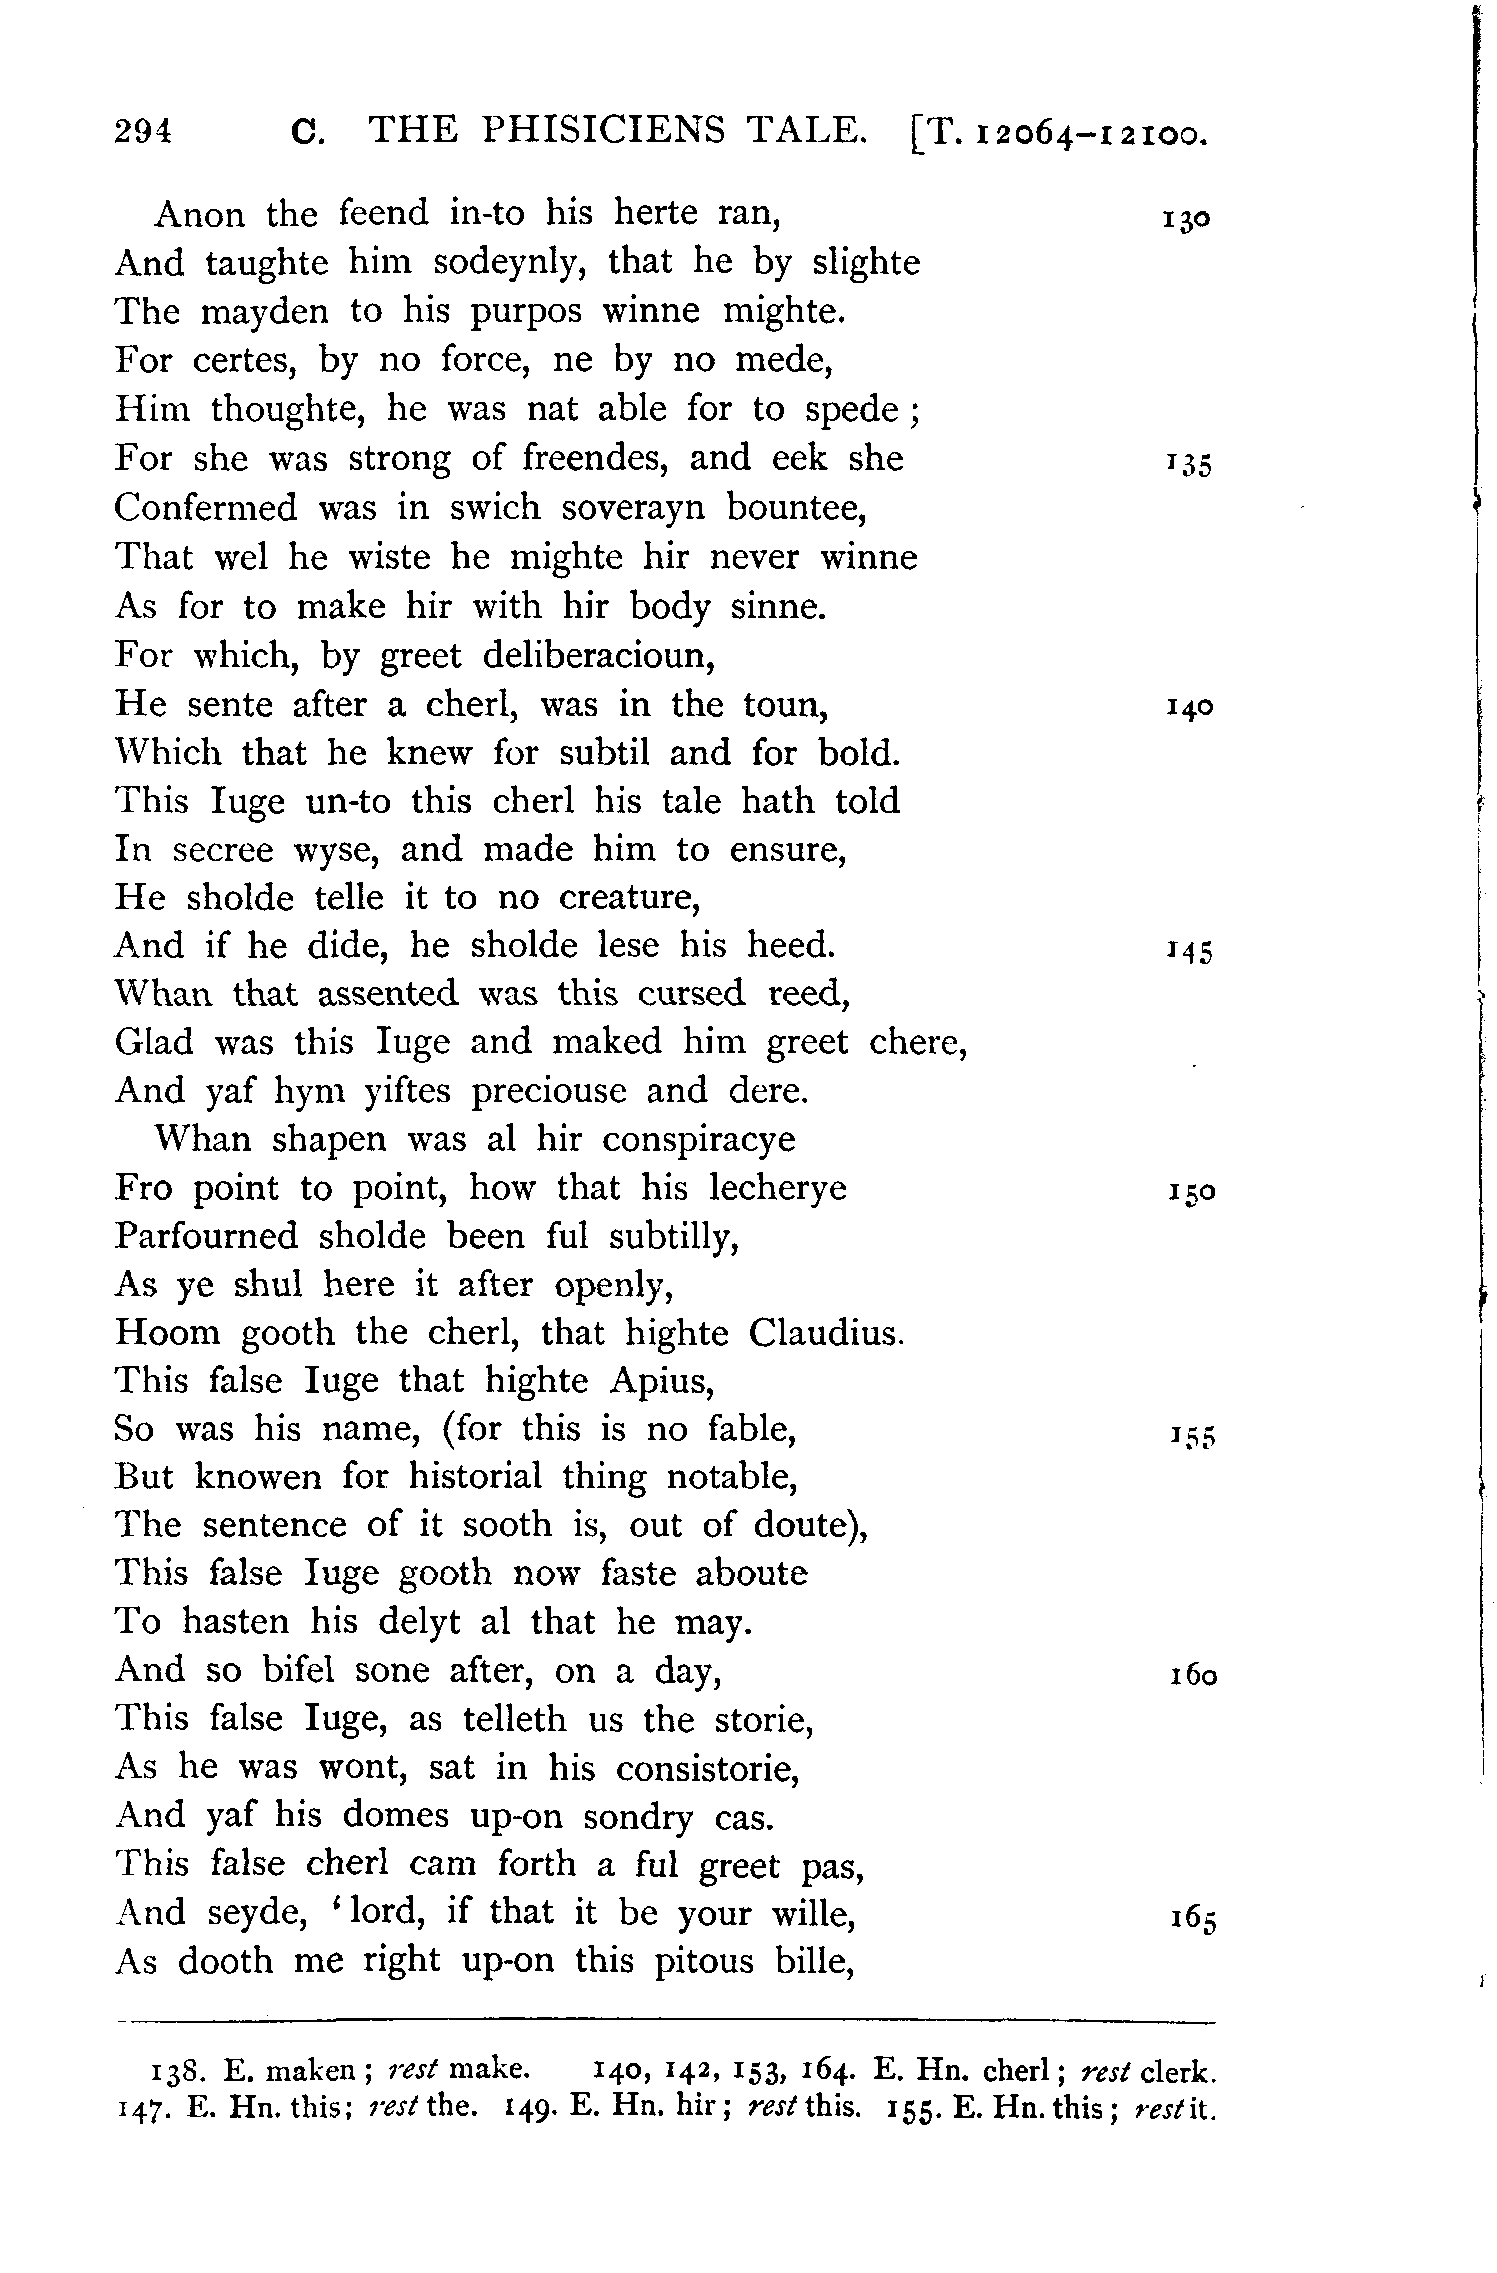 294 C. THE PHISICIENS TALE. [T. 12064–12100.
Anon the feend in-to his herte ran, 130
And taughte him sodeynly, that he by slighte
The mayden to his purpos winne mighte.
For certes, by no force, ne by no mede,
Him thoughte, he was nat able for to spede ;
For she was strong of freendes, and eek she 135
Confermed was in swich soverayn bountee,
That wel he wiste he mighte hir never winne
As for to make hir with hir body sinne.
For which, by greet deliberacioun,
He sente after a cherl, was in the toun, 140
Which that he knew for subtil and for bold.
This Iuge un-to this cherl his tale hath told
In secree wyse, and made him to ensure,
He sholde telle it to no creature,
And if he dide, he sholde lese his heed. 145
Whan that assented was this cursed reed,
Glad was this Iuge and maked him greet chere,
And yaf hym yiftes preciouse and dere.
Whan shapen was al hir conspiracye
Fro point to point, how that his lecherye 150
Parfourned sholde been ful subtilly,
As ye shul here it after openly,
Hoom gooth the cherl, that highte Claudius.
This false Iuge that highte Apius,
So was his name, (for this is no fable, 155
But knowen for historial thing notable,
The sentence of it sooth is, out of doute),
This false Iuge gooth now faste aboute
To hasten his delyt al that he may.
And so bifel sone after, on a day, 160
This false Iuge, as telleth us the storie,
As he was wont, sat in his consistorie,
And yaf his domes up-on sondry cas.
This false cherl cam forth a ful greet pas,
And seyde, ‘lord, if that it be your wille, 165
As dooth me right up-on this pitous bille,
138. E. maken ; rest make. 140, 142, 153, 164. E. Hn. cherl ; rest clerk.
147. E. Hn. this; rest the. 149. E. Hn. hir ; rest this. 155. E. Hn. this ; rest it.